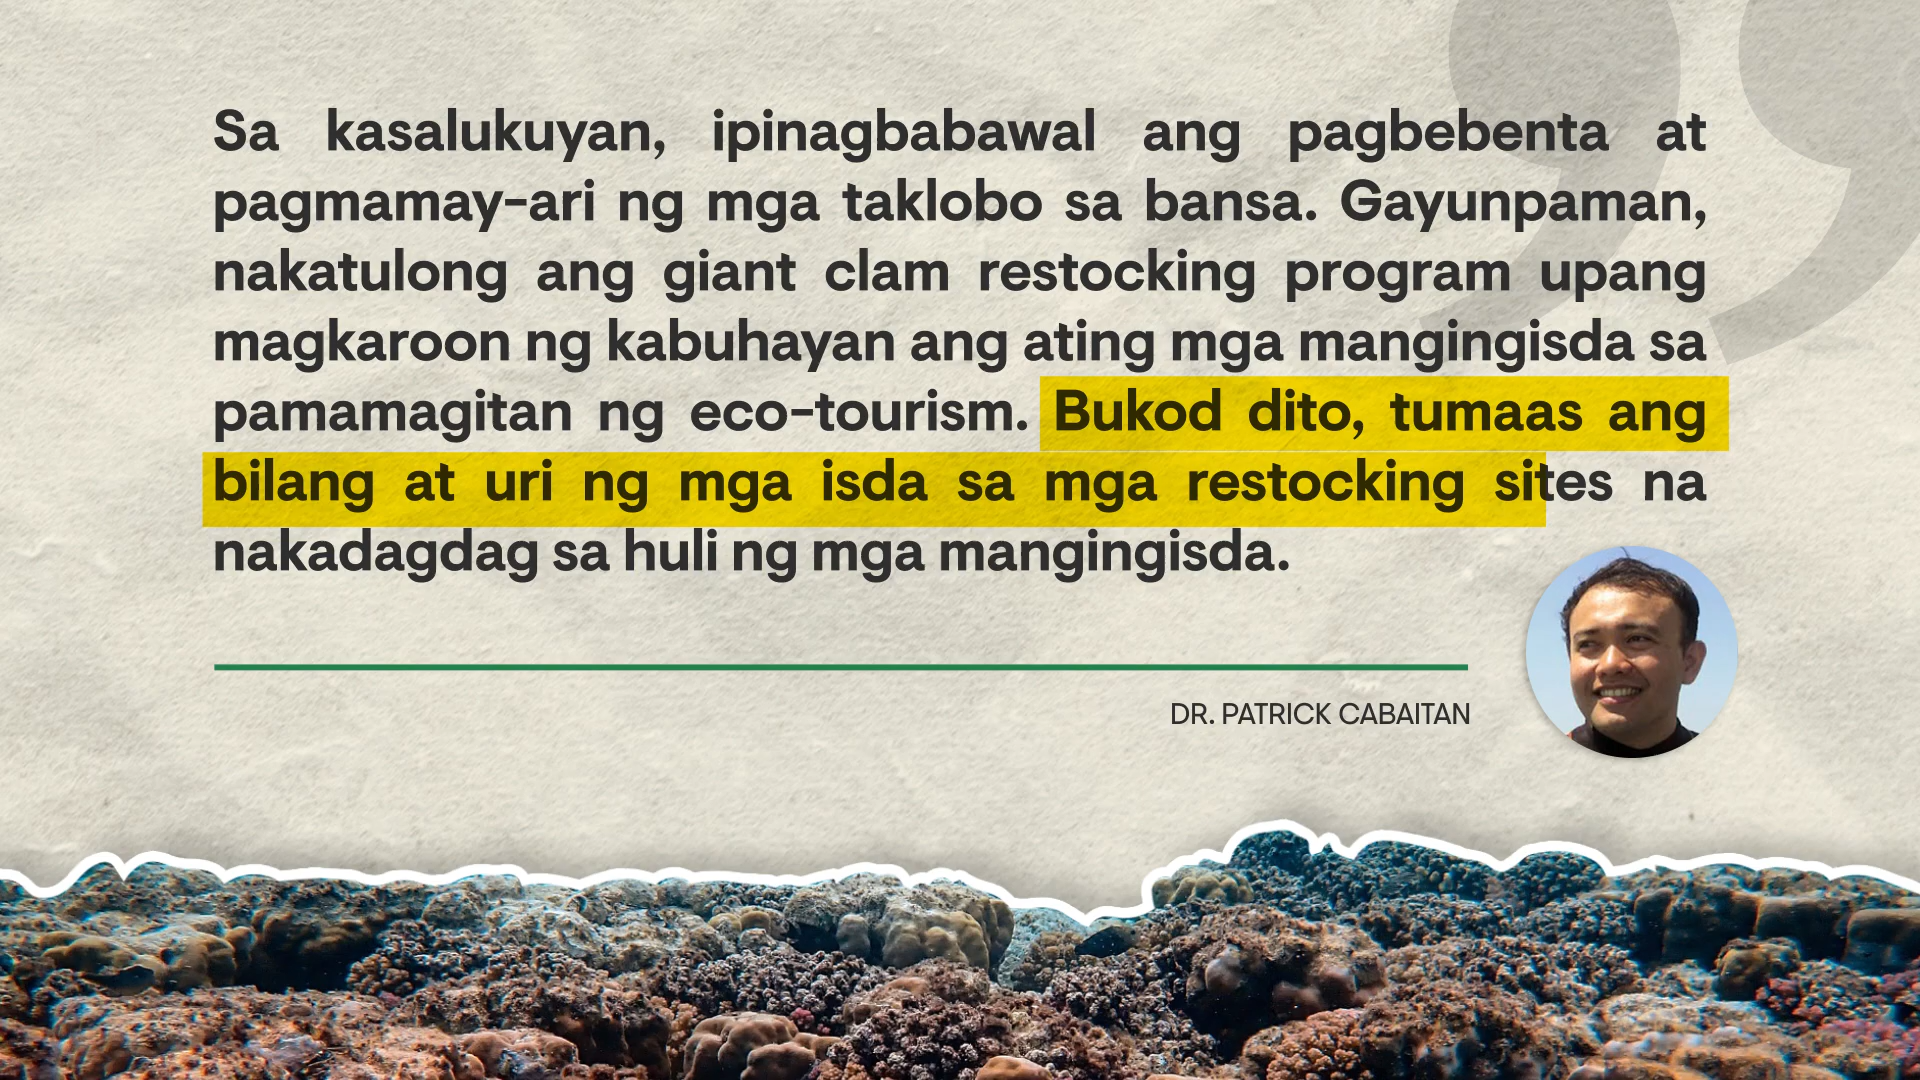 Sa kasalukuyan, ipinagbabawal ang pagbebenta at
pagmamay-ari ng mga taklobo sa bansa. Gayunpaman,
nakatulong ang giant clam restocking program upang
magkaroon ng kabuhayan ang ating mga mangingisda sa
pamamagitan ng eco-tourism. Bukod dito, tumaas ang
bilang at uri ng mga isda sa mga restocking sites na
nakadagdag sa huli ng mga mangingisda.
DR. PATRICK CABAITAN